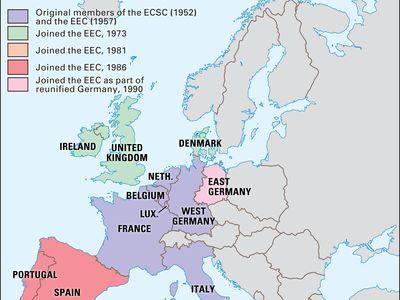 Original members of the ECSC (1952)
and the EEC (1957)
Joined the EEC, 1973
Joined the EEC, 1981
Joined the EEC, 1986
Joined the EEC as part of
reunified Germany, 1990
IRELAND
UNITED
KINGDOM
DENMARK
NETH.
BELGIUM
EAST
GERMANY
LUX.
WEST
GERMANY
FRANCE
PORTUGAL
SPAIN
ITALY